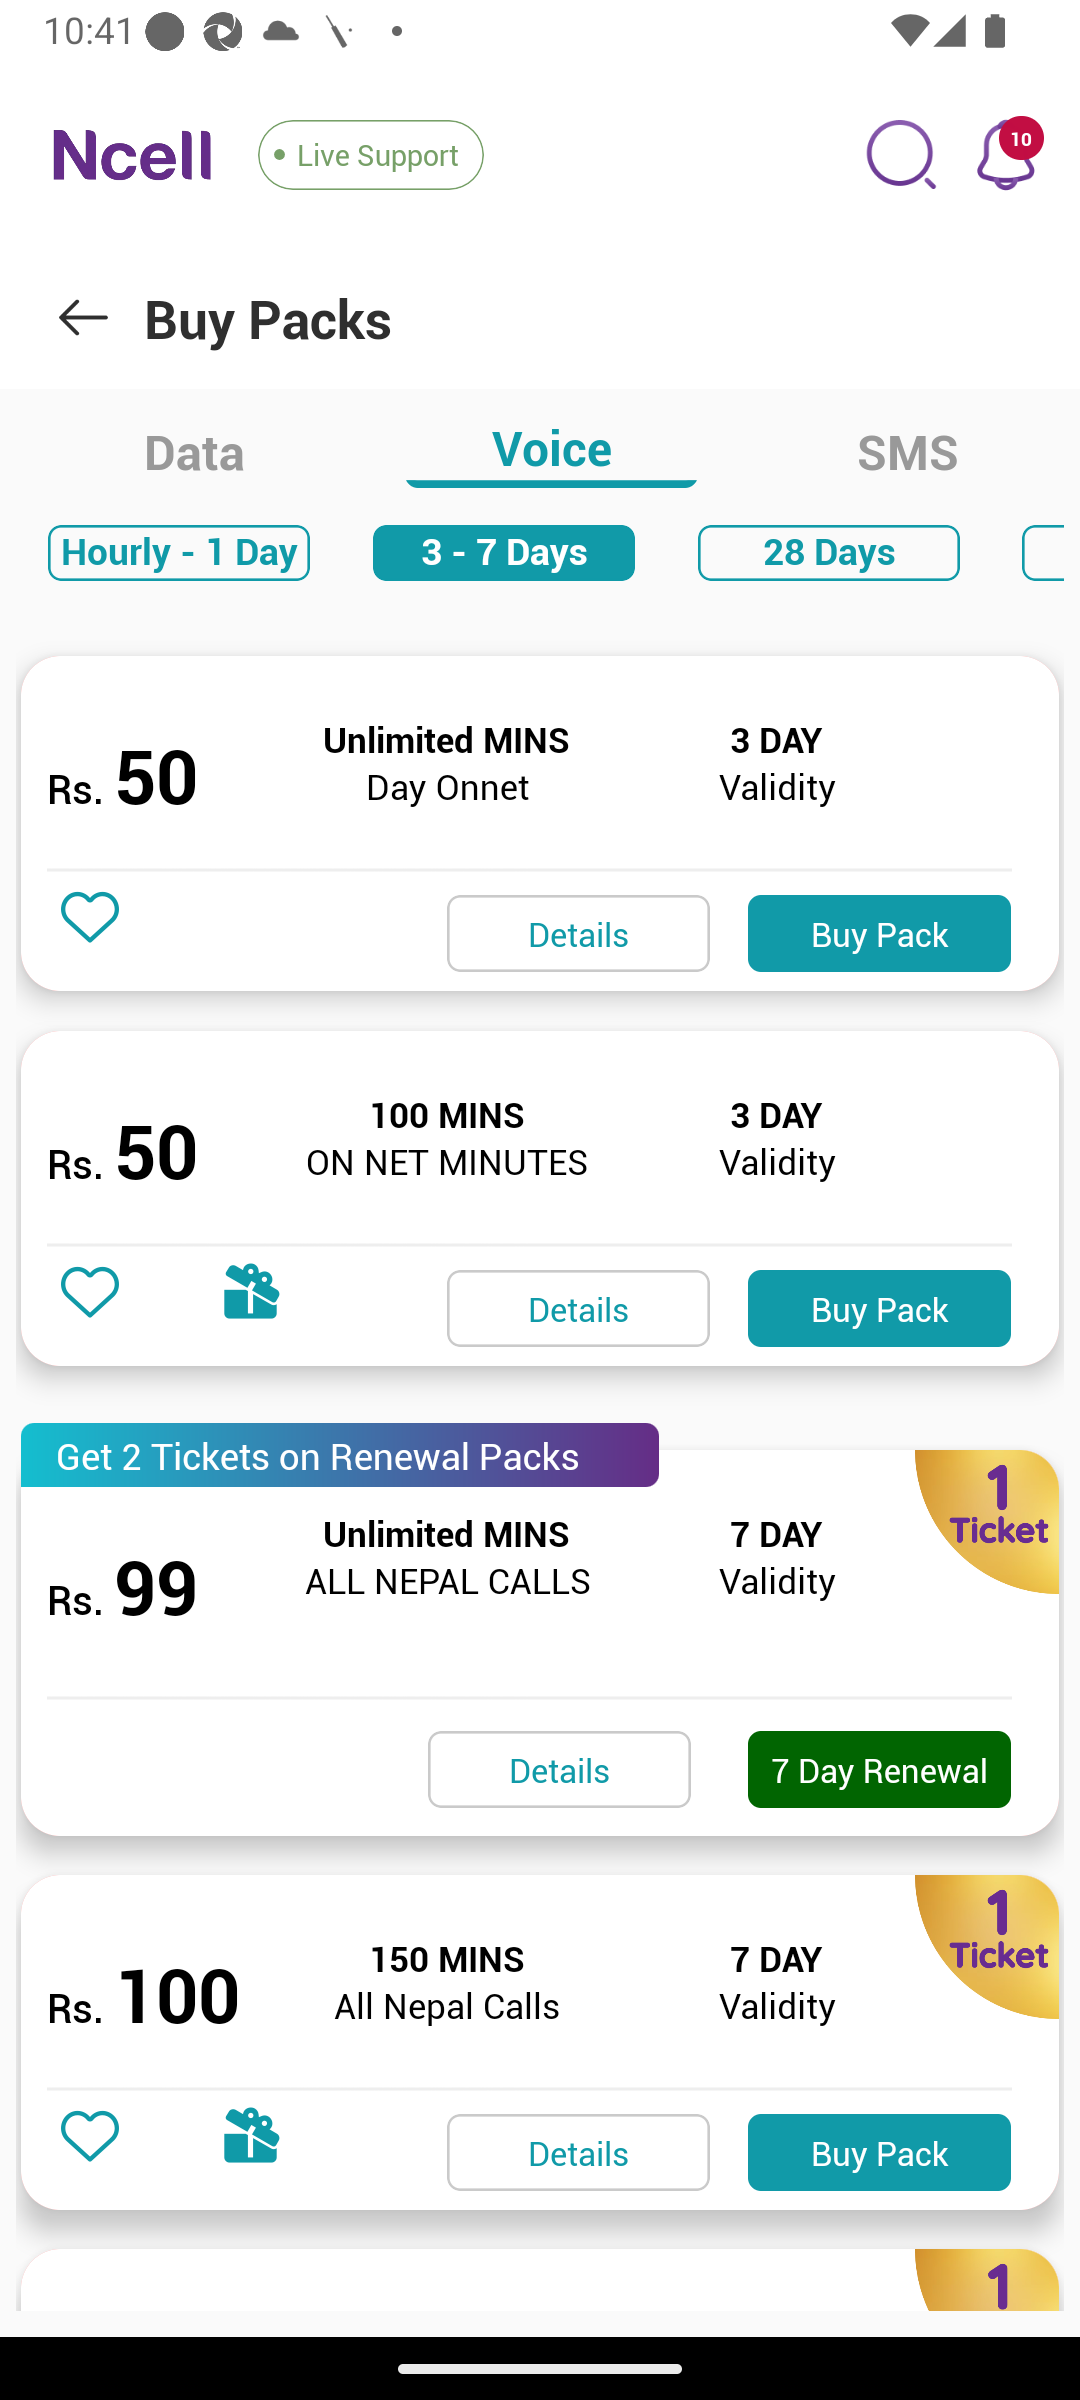 10:41
Ncell
Live Support
10
Buy Packs
Data
Voice
SMS
Hourly - 1 Day
3 - 7 Days
28 Days
Rs. 50
Unlimited MINS
Day Onnet
3 DAY
Validity
Details
Buy Pack
Rs. 50
100 MINS
ON NET MINUTES
3 DAY
Validity
Details
Buy Pack
Get 2 Tickets on Renewal Packs
1
Ticket
Rs. 99
Unlimited MINS
ALL NEPAL CALLS
7 DAY
Validity
Details
7 Day Renewal
1
Ticket
Rs. 100
150 MINS
All Nepal Calls
7 DAY
Validity
Details
Buy Pack
1